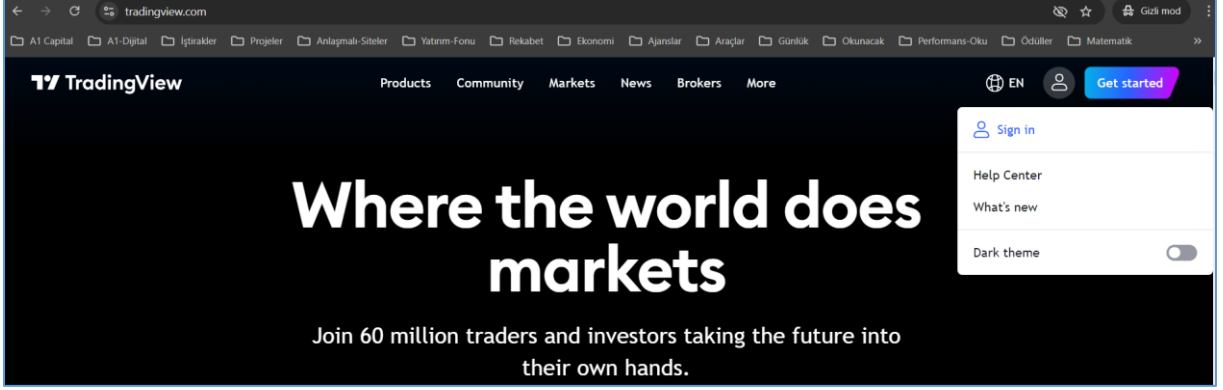 tradingview.com
Gizli mod
A1 Capital A1-Dijital İştirakler Projeler Anlaşmalı-Siteler Yatırım-Fonu Rekabet Ekonomi Ajanslar Araçlar Günlük Okunacak Performans-Oku Ödüller Matematik »
TradingView Products Community Markets News Brokers More EN Get started
Sign in
Help Center
What's new
Dark theme
Where the world does
markets
Join 60 million traders and investors taking the future into
their own hands.